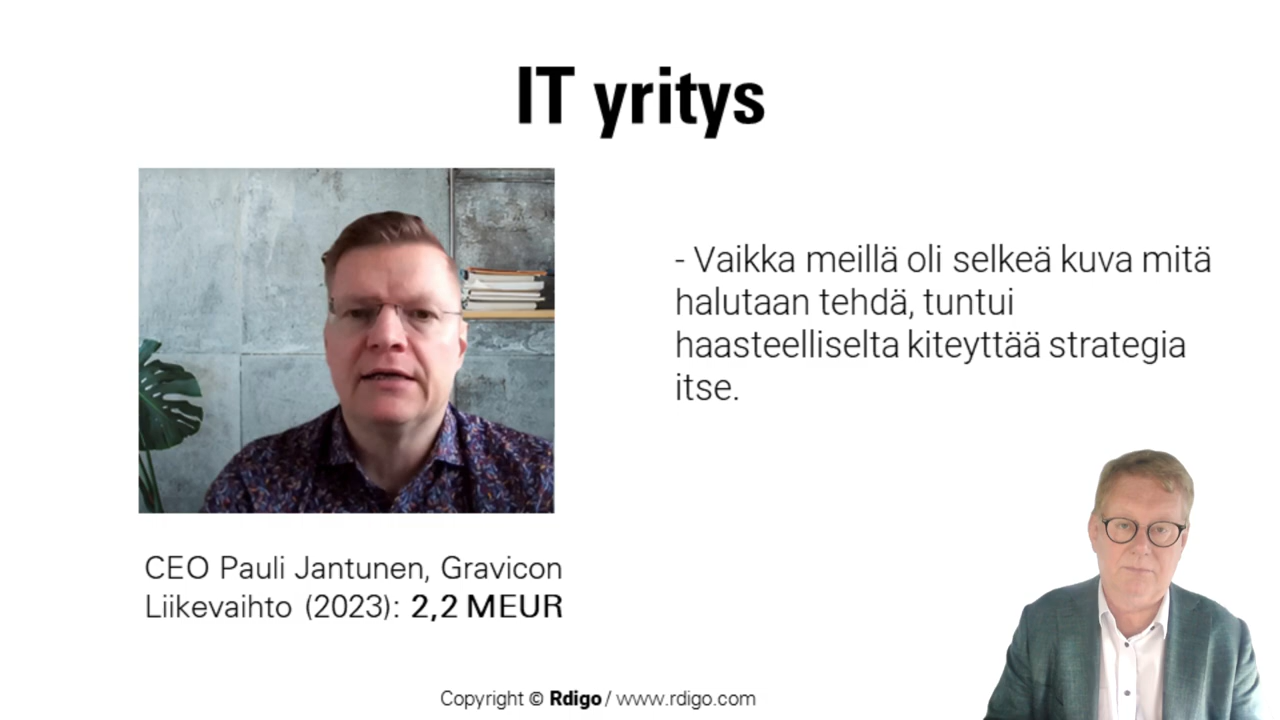 IT yritys
- Vaikka meillä oli selkeä kuva mitä
halutaan tehdä, tuntui
haasteelliselta kiteyttää strategia
itse.
CEO Pauli Jantunen, Gravicon
Liikevaihto (2023): 2,2 MEUR
Copyright © Rdigo / www.rdigo.com